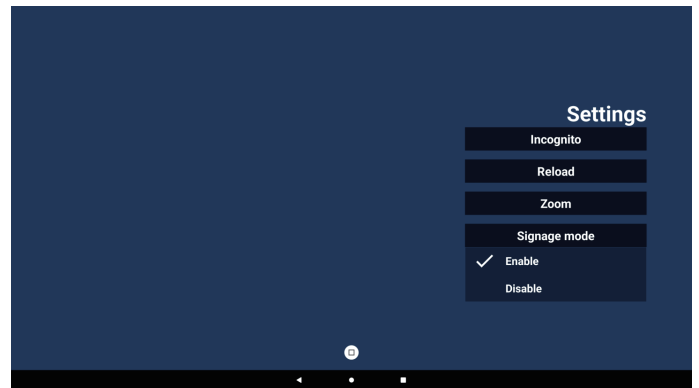 Settings
Incognito
Reload
Zoom
Signage mode
Enable
Disable